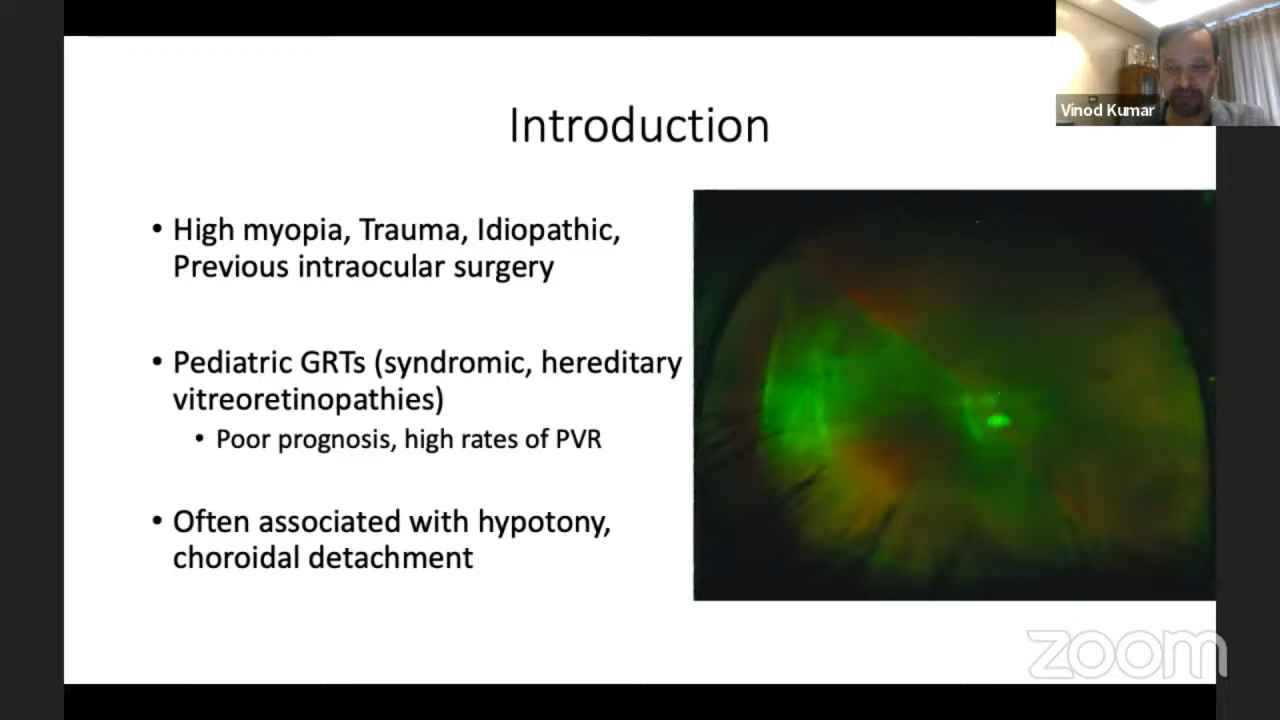 Vinod Kumar
Introduction
• High myopia, Trauma, Idiopathic,
Previous intraocular surgery
• Pediatric GRTs (syndromic, hereditary
vitreoretinopathies)
• Poor prognosis, high rates of PVR
• Often associated with hypotony,
choroidal detachment
zoom